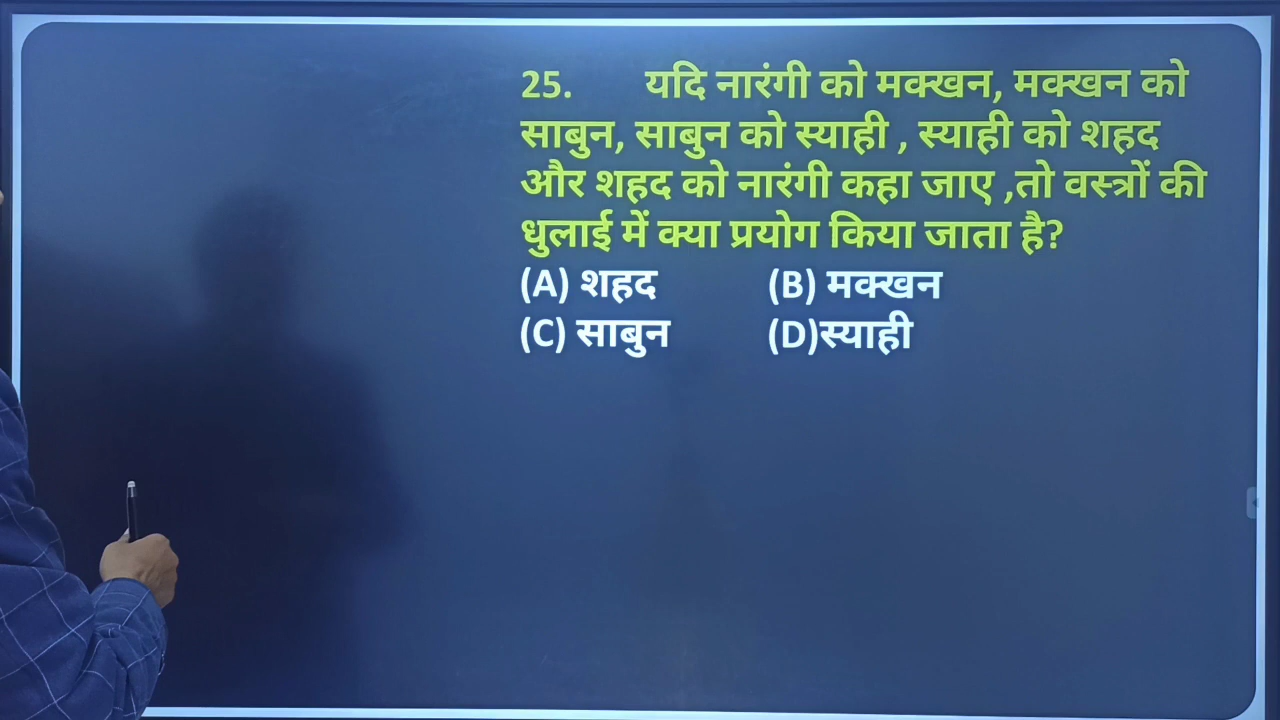 25. यदि नारंगी को मक्खन, मक्खन को
साबुन, साबुन को स्याही , स्याही को शहद
और शहद को नारंगी कहा जाए ,तो वस्त्रों की
धुलाई में क्या प्रयोग किया जाता है?
(A) शहद (B) मक्खन
(C) साबुन (D)स्याही